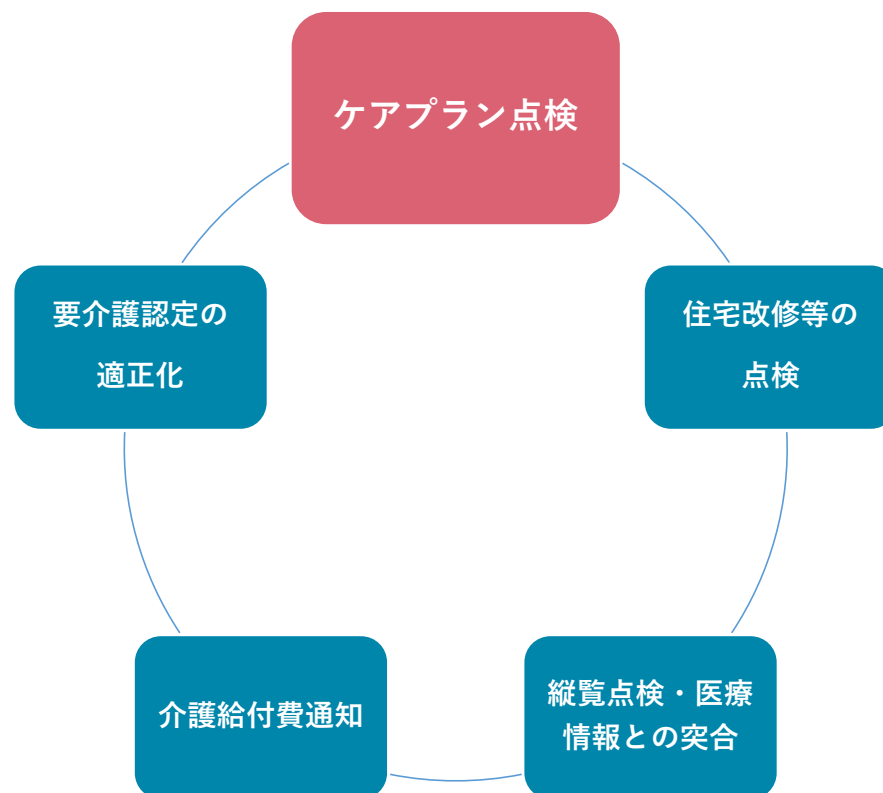 ケアプラン点検
要介護認定の
適正化
住宅改修等の
点検
介護給付費通知
縦覧点検・医療
情報との突合